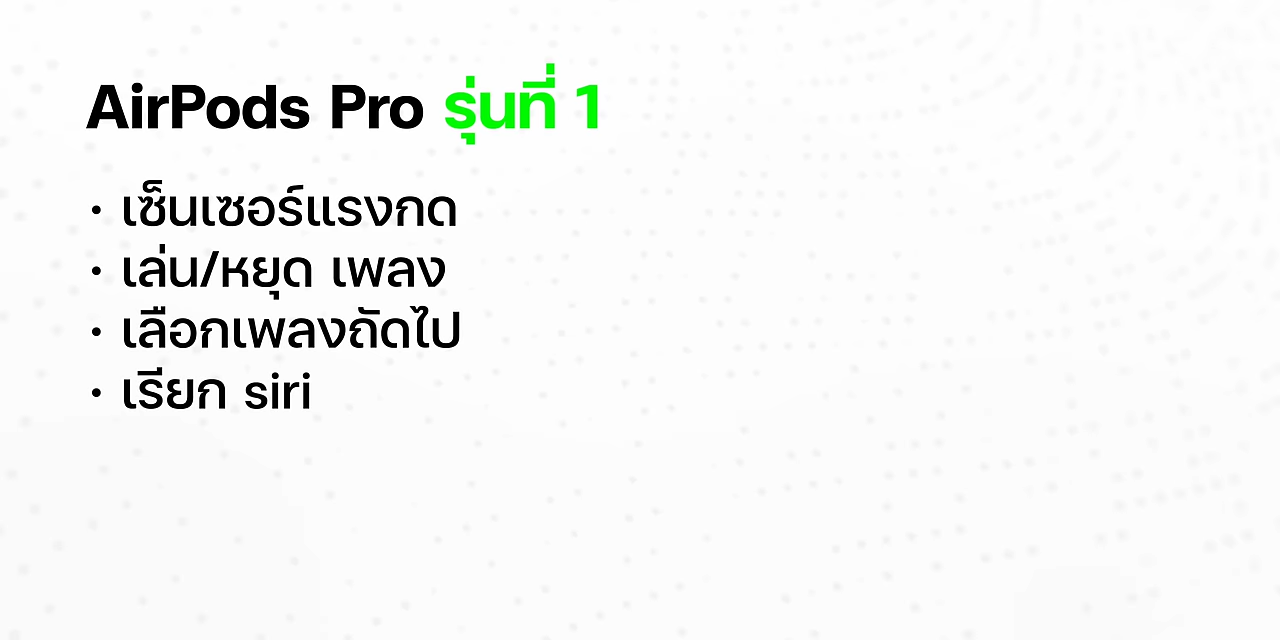 AirPods Pro รุ่นที่ 1
• เซ็นเซอร์แรงกด
• เล่น/หยุด เพลง
• เลือกเพลงถัดไป
• เรียก siri